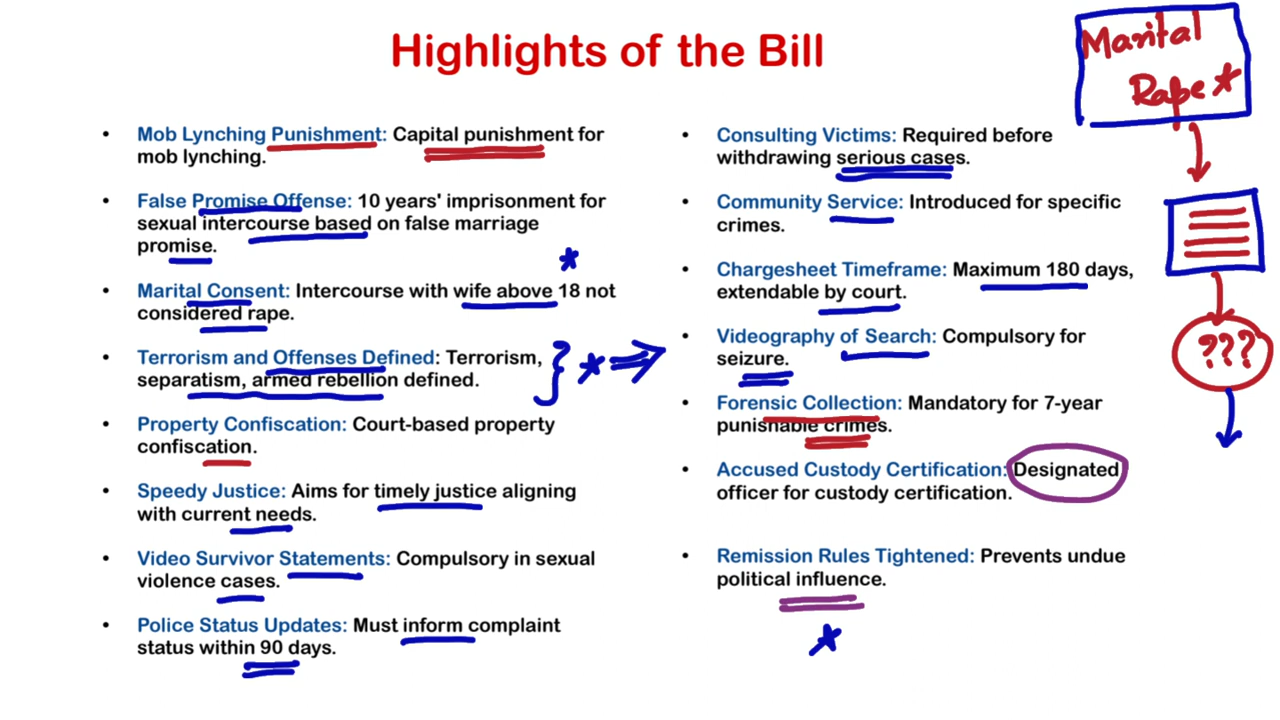 Highlights of the Bill
Marital
Rape
• Mob Lynching Punishment: Capital punishment for
mob lynching.
• False Promise Offense: 10 years' imprisonment for
sexual intercourse based on false marriage
promise.
• Marital Consent: Intercourse with wife above 18 not
considered rape.
• Terrorism and Offenses Defined: Terrorism,
separatism, armed rebellion defined.
• Property Confiscation: Court-based property
confiscation.
• Speedy Justice: Aims for timely justice aligning
with current needs.
• Video Survivor Statements: Compulsory in sexual
violence cases.
• Police Status Updates: Must inform complaint
status within 90 days.
• Consulting Victims: Required before
withdrawing serious cases.
• Community Service: Introduced for specific
crimes.
• Chargesheet Timeframe: Maximum 180 days,
extendable by court.
• Videography of Search: Compulsory for
seizure.
• Forensic Collection: Mandatory for 7-year
punishable crimes.
• Accused Custody Certification: Designated
officer for custody certification.
• Remission Rules Tightened: Prevents undue
political influence.
???